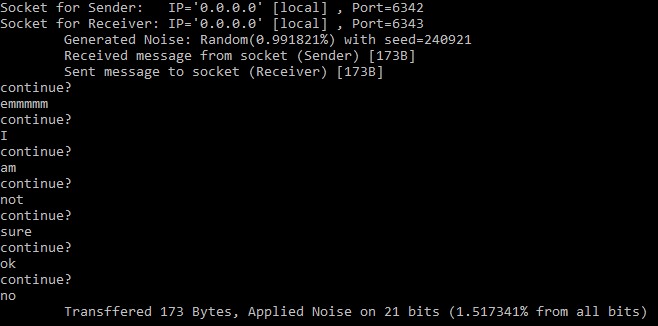 Socket for Sender:   IP='0.0.0.0' [local] , Port=6342
Socket for Receiver: IP='0.0.0.0' [local] , Port=6343
Generated Noise: Random(0.991821%) with seed=240921
Received message from socket (Sender) [173B]
Sent message to socket (Receiver) [173B]
continue?
emmmmm
continue?
I
continue?
am
continue?
not
continue?
sure
continue?
ok
continue?
no
Transffered 173 Bytes, Applied Noise on 21 bits (1.517341% from all bits)